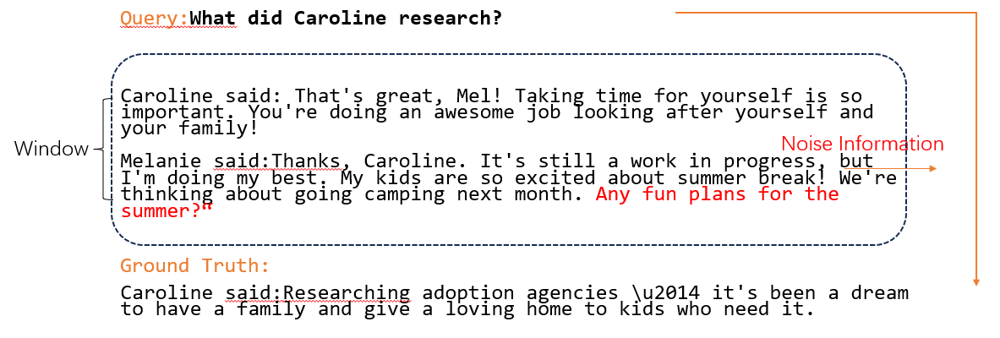 Query:What did Caroline research?
Caroline said: That's great, Mel! Taking time for yourself is so
important. You're doing an awesome job looking after yourself and
your family!
Window
Noise Information
Melanie said:Thanks, Caroline. It's still a work in progress, but
I'm doing my best. My kids are so excited about summer break! We're
thinking about going camping next month. Any fun plans for the
summer?“
Ground Truth:
Caroline said:Researching adoption agencies \u2014 it's been a dream
to have a family and give a loving home to kids who need it.